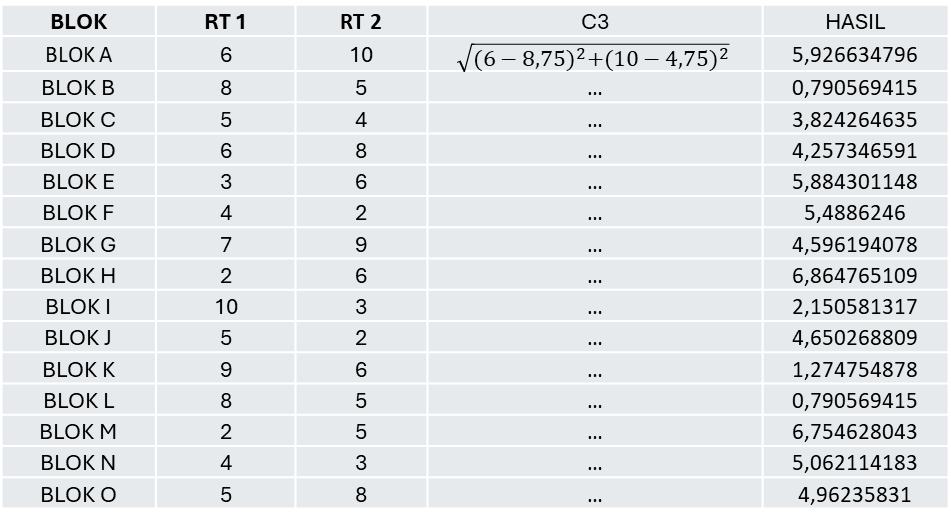 BLOK RT 1 RT 2 C3 HASIL
BLOK A 6 10 √(6 − 8,75)²+(10 − 4,75)² 5,926634796
BLOK B 8 5 ... 0,790569415
BLOK C 5 4 ... 3,824264635
BLOK D 6 8 ... 4,257346591
BLOK E 3 6 ... 5,884301148
BLOK F 4 2 ... 5,4886246
BLOK G 7 9 ... 4,596194078
BLOK H 2 6 ... 6,864765109
BLOK I 10 3 ... 2,150581317
BLOK J 5 2 ... 4,650268809
BLOK K 9 6 ... 1,274754878
BLOK L 8 5 ... 0,790569415
BLOK M 2 5 ... 6,754628043
BLOK N 4 3 ... 5,062114183
BLOK O 5 8 ... 4,96235831